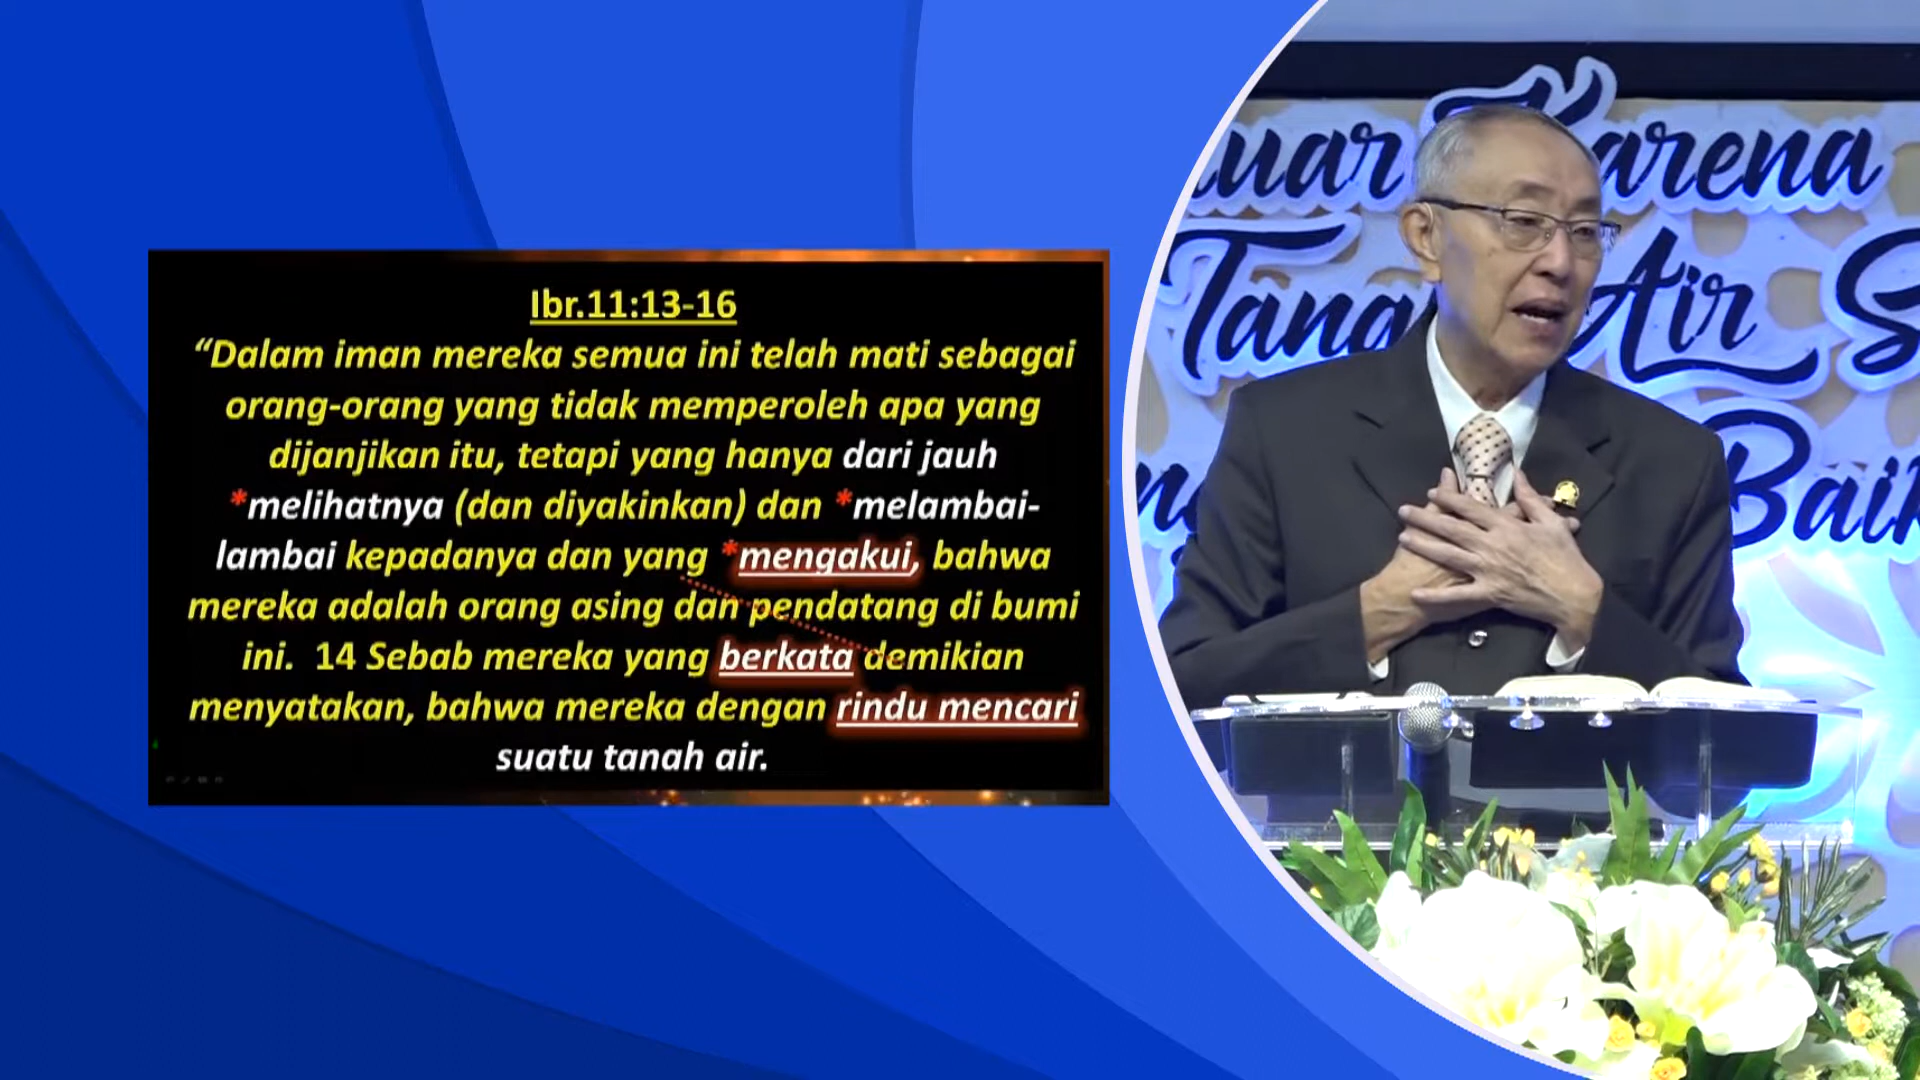 Ibr.11:13-16
“Dalam iman mereka semua ini telah mati sebagai
orang-orang yang tidak memperoleh apa yang
dijanjikan itu, tetapi yang hanya dari jauh
*melihatnya (dan diyakinkan) dan *melambai-
lambai kepadanya dan yang *mengakui, bahwa
mereka adalah orang asing dan pendatang di bumi
ini. 14 Sebab mereka yang berkata demikian
menyatakan, bahwa mereka dengan rindu mencari
suatu tanah air.
Karena
Air
Baik